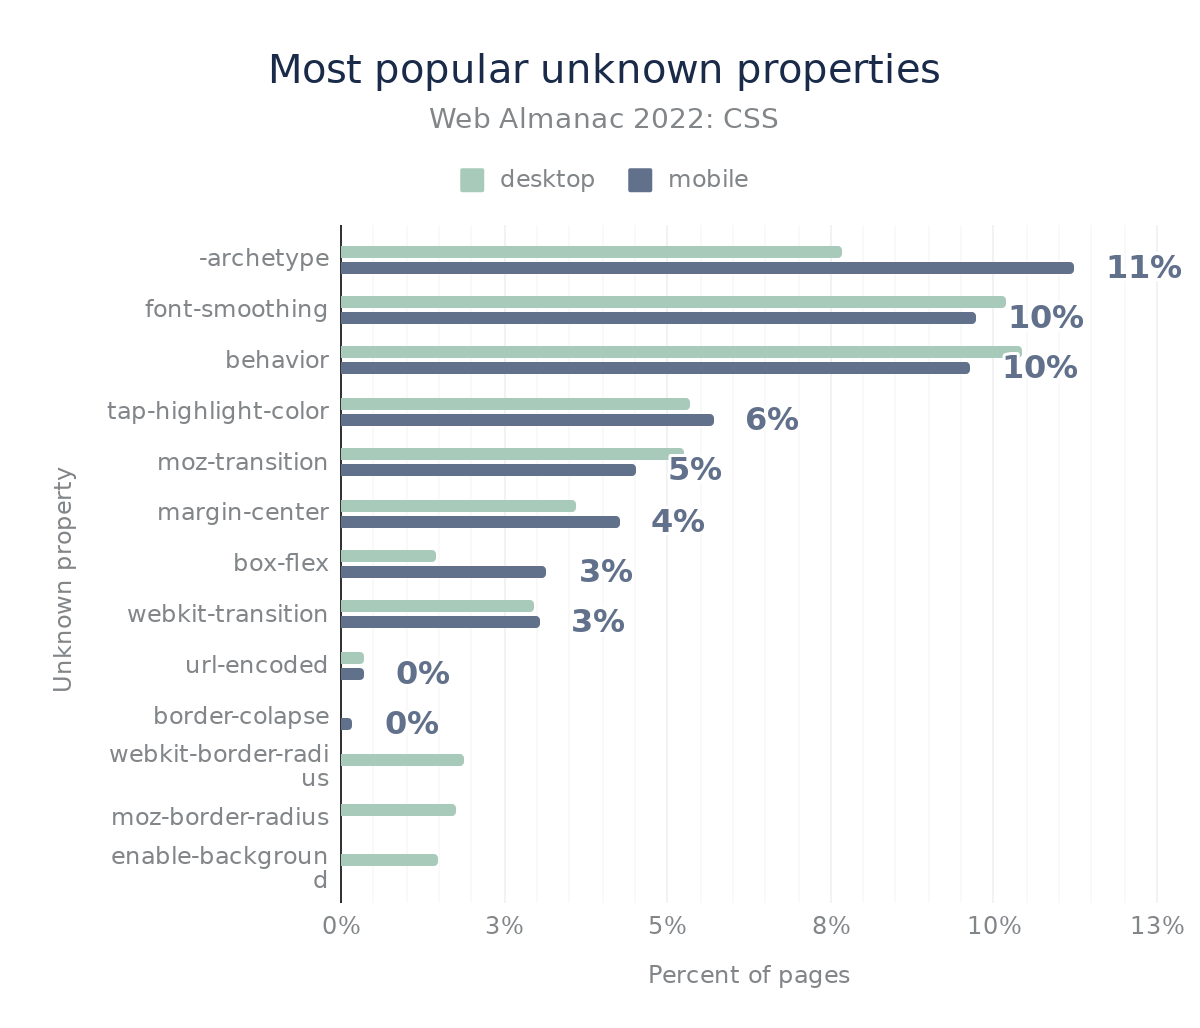 Most popular unknown properties
Web Almanac 2022: CSS
desktop
mobile
-archetype
11%
font-smoothing
10%
behavior
10%
tap-highlight-color
6%
moz-transition
5%
margin-center
4%
box-flex
3%
webkit-transition
3%
url-encoded
0%
border-colapse
0%
webkit-border-radi
us
moz-border-radius
enable-backgroun
d
Unknown property
0%
3%
5%
8%
10%
13%
Percent of pages